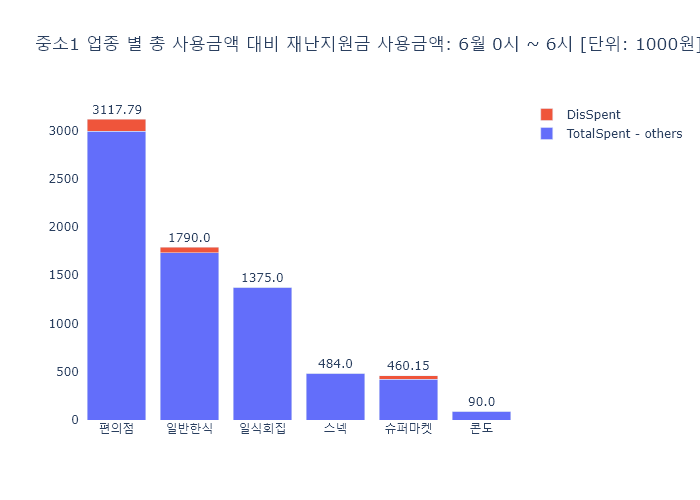 중소1 업종 별 총 사용금액 대비 재난지원금 사용금액: 6월 0시 ~ 6시 [단위: 1000원]
DisSpent
TotalSpent - others
3117.79
1790.0
1375.0
484.0
460.15
90.0
3000
2500
2000
1500
1000
500
0
편의점
일반한식
일식회집
스넥
슈퍼마켓
콘도